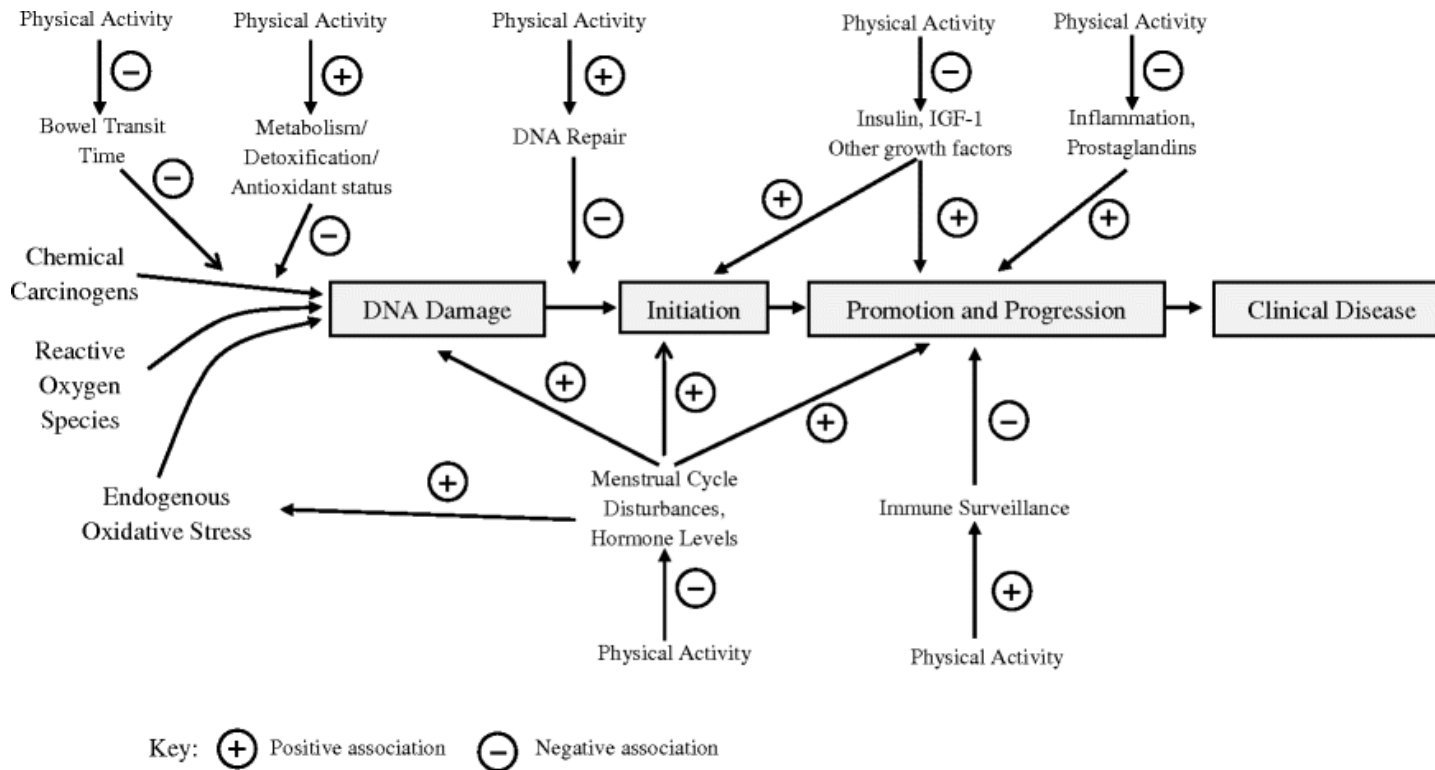 Physical Activity
Physical Activity
Physical Activity
Physical Activity
Physical Activity
−
+
+
−
−
Bowel Transit
Time
Metabolism/
Detoxification/
Antioxidant status
DNA Repair
Insulin, IGF-1
Other growth factors
Inflammation,
Prostaglandins
−
−
−
+
+
+
Chemical
Carcinogens
Reactive
Oxygen
Species
Endogenous
Oxidative Stress
DNA Damage
Initiation
Promotion and Progression
Clinical Disease
+
+
+
−
+
Menstrual Cycle
Disturbances,
Hormone Levels
Immune Surveillance
−
+
Physical Activity
Physical Activity
Key: + Positive association − Negative association